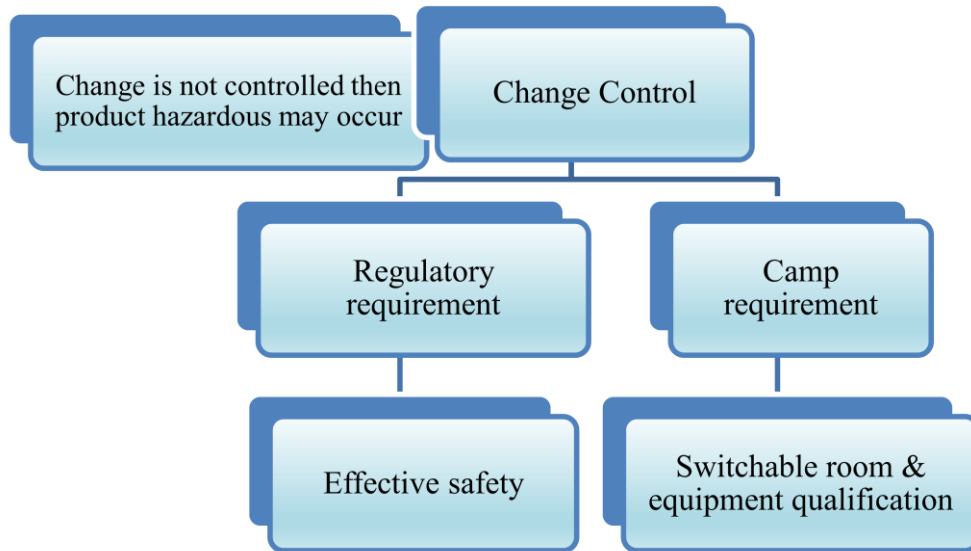 Change is not controlled then
product hazardous may occur
Change Control
Regulatory
requirement
Camp
requirement
Effective safety
Switchable room &
equipment qualification